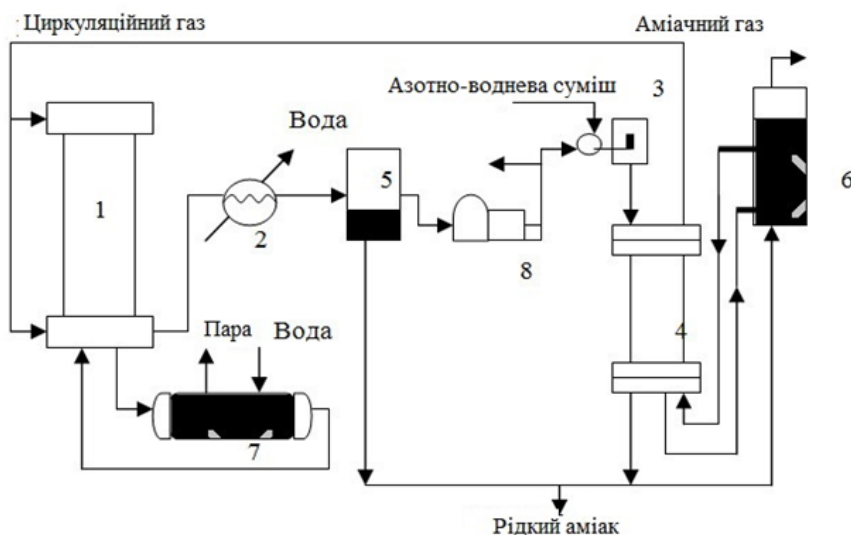 Циркуляційний газ
Аміачний газ
Азотно-воднева суміш
3
Вода
5
6
1
2
8
4
Пара
Вода
7
Рідкий аміак